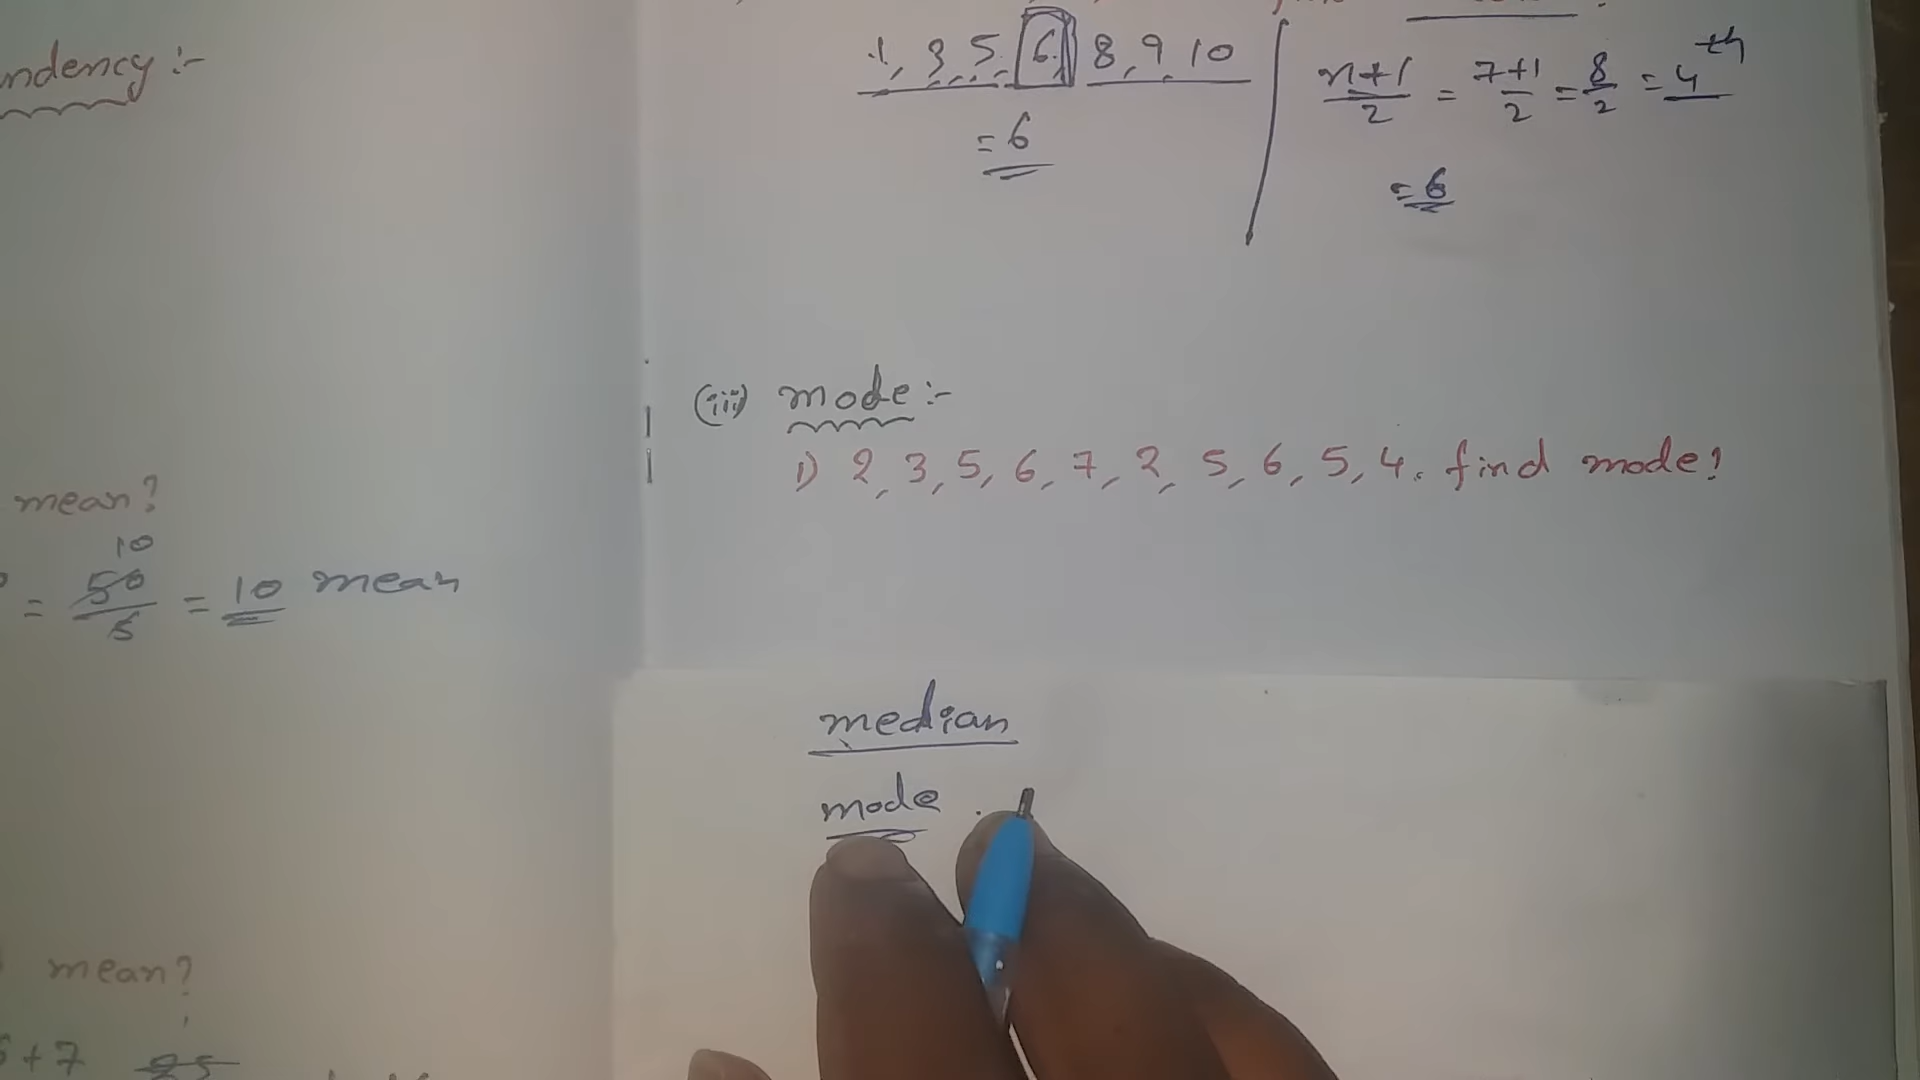 ndency :-
mean?
10
= 50/5 = 10 mean
mean?
+ 7
1, 3, 5, 6, 8, 9, 10
= 6
n+1/2 = 7+1/2 = 8/2 = 4th
= 6
(iii) mode :-
1) 2, 3, 5, 6, 7, 2, 5, 6, 5, 4. find mode?
median
mode